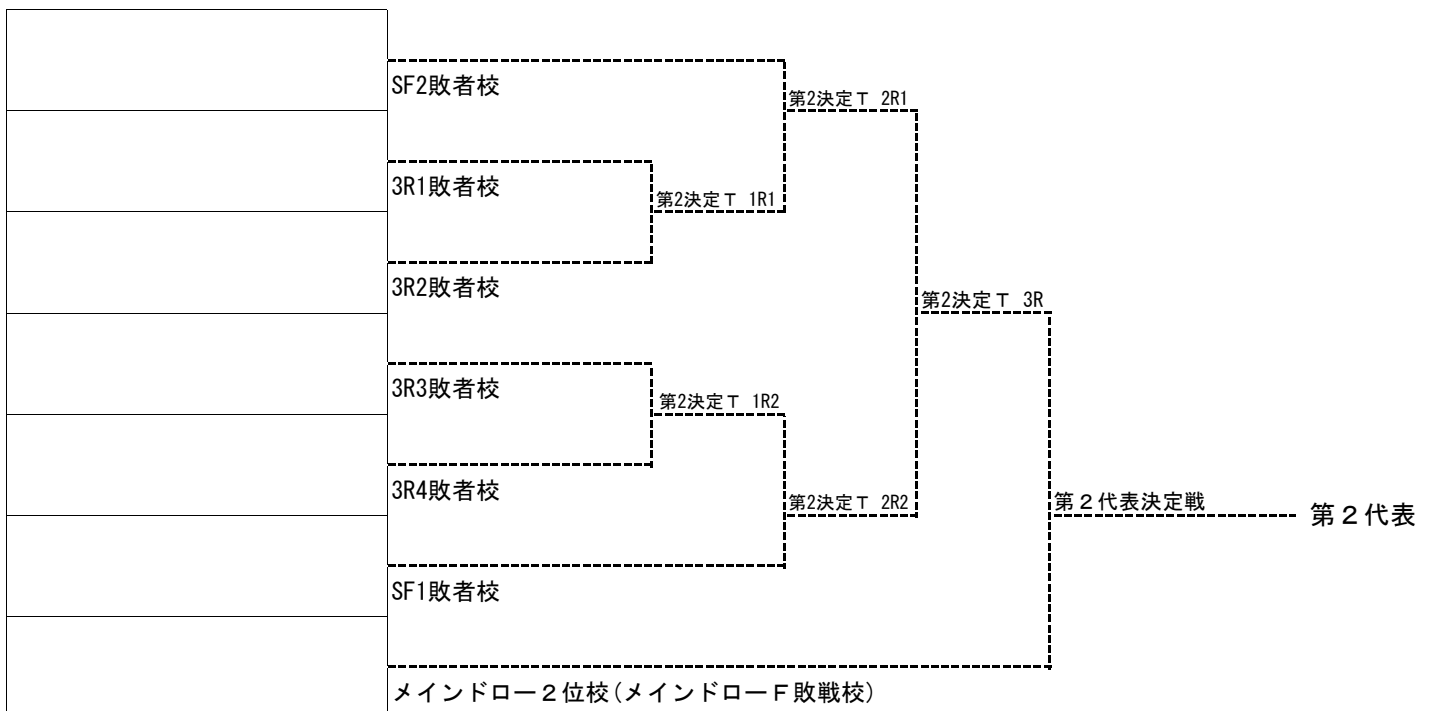 SF2敗者校
第2決定Ｔ 2R1
3R1敗者校
第2決定Ｔ 1R1
3R2敗者校
第2決定Ｔ 3R
3R3敗者校
第2決定Ｔ 1R2
3R4敗者校
第2決定Ｔ 2R2
第２代表決定戦
第２代表
SF1敗者校
メインドロー２位校(メインドローＦ敗戦校)